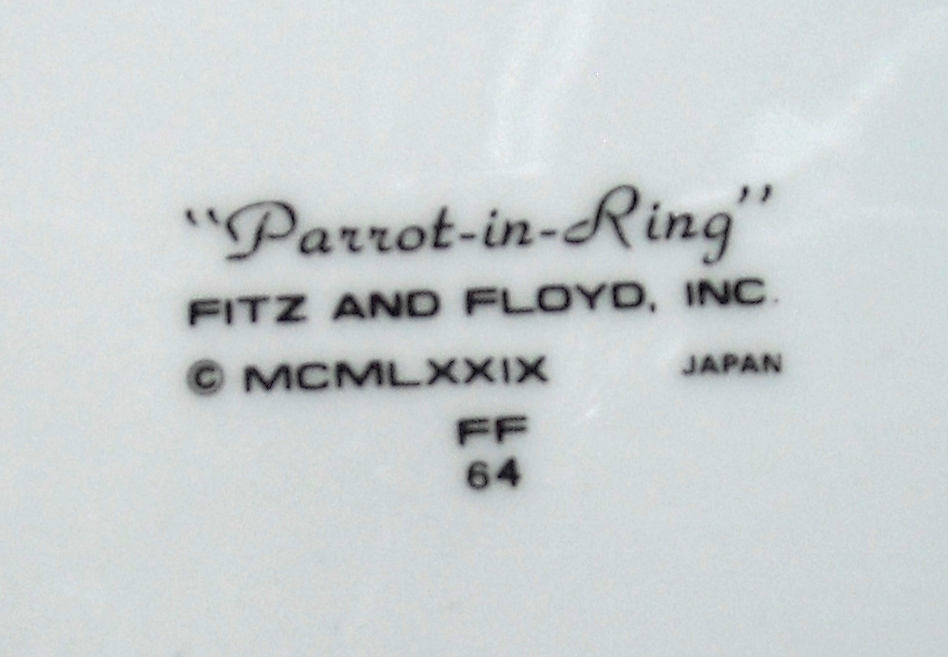 “Parrot-in-Ring”
FITZ AND FLOYD, INC.
© MCMLXXIX JAPAN
FF
64